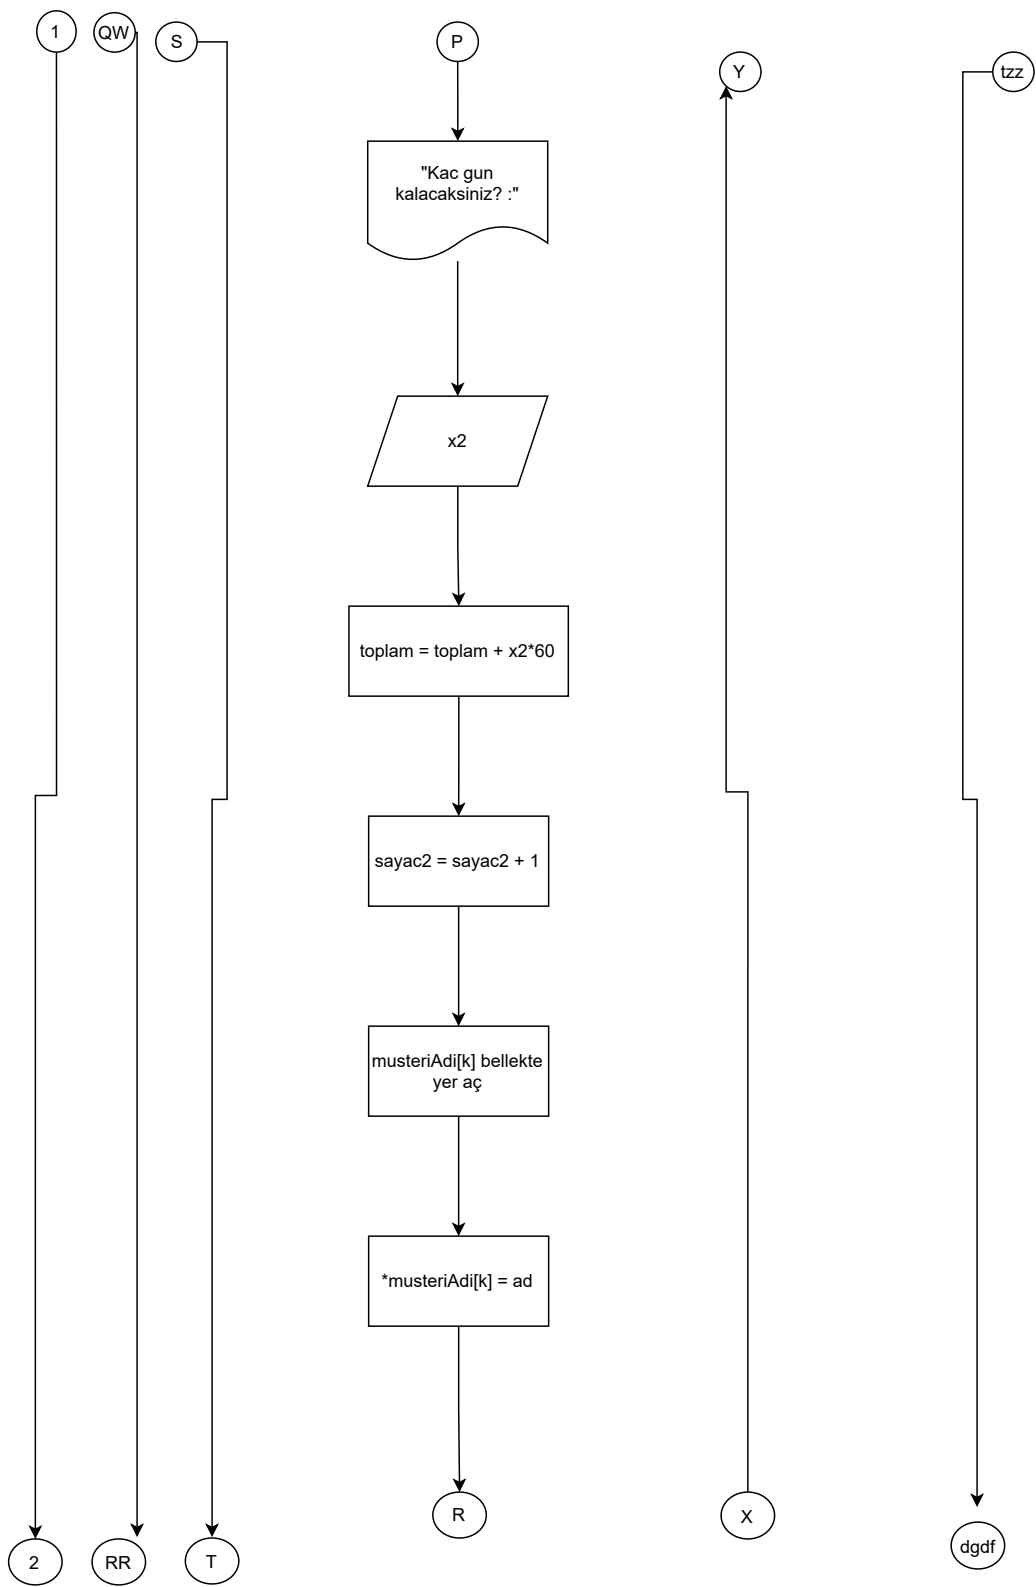 1
QW
S
P
Y
tzz
"Kac gun
kalacaksiniz? :"
x2
toplam = toplam + x2*60
sayac2 = sayac2 + 1
musteriAdi[k] bellekte
yer aç
*musteriAdi[k] = ad
R
X
dgdf
2
RR
T